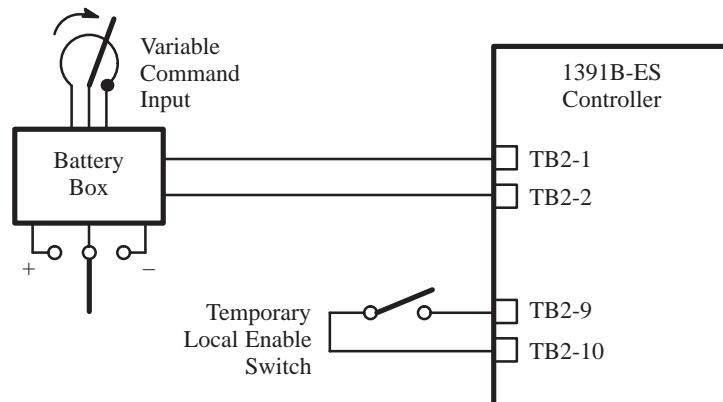 Variable
Command
Input
1391B-ES
Controller
Battery
Box
TB2-1
TB2-2
+
–
Temporary
Local Enable
Switch
TB2-9
TB2-10